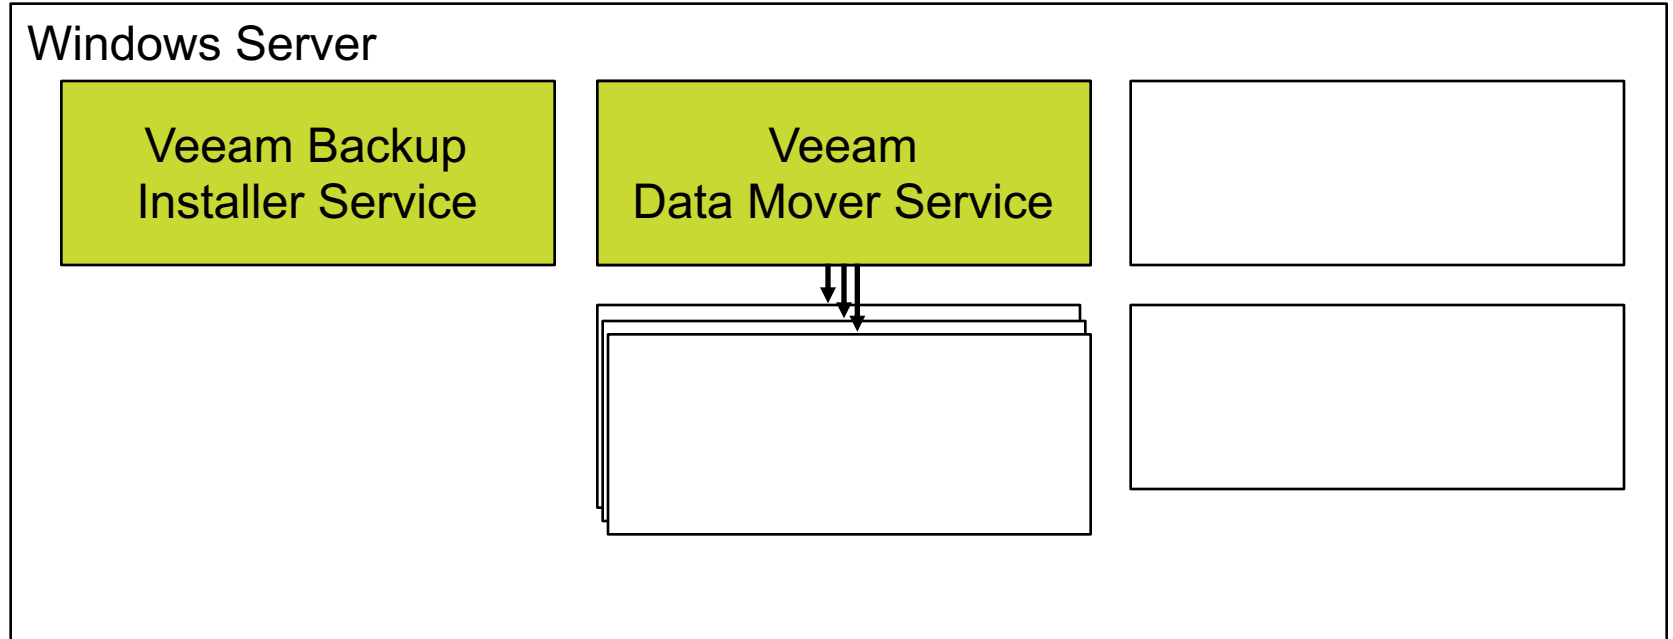 Windows Server
Veeam Backup
Installer Service
Veeam
Data Mover Service